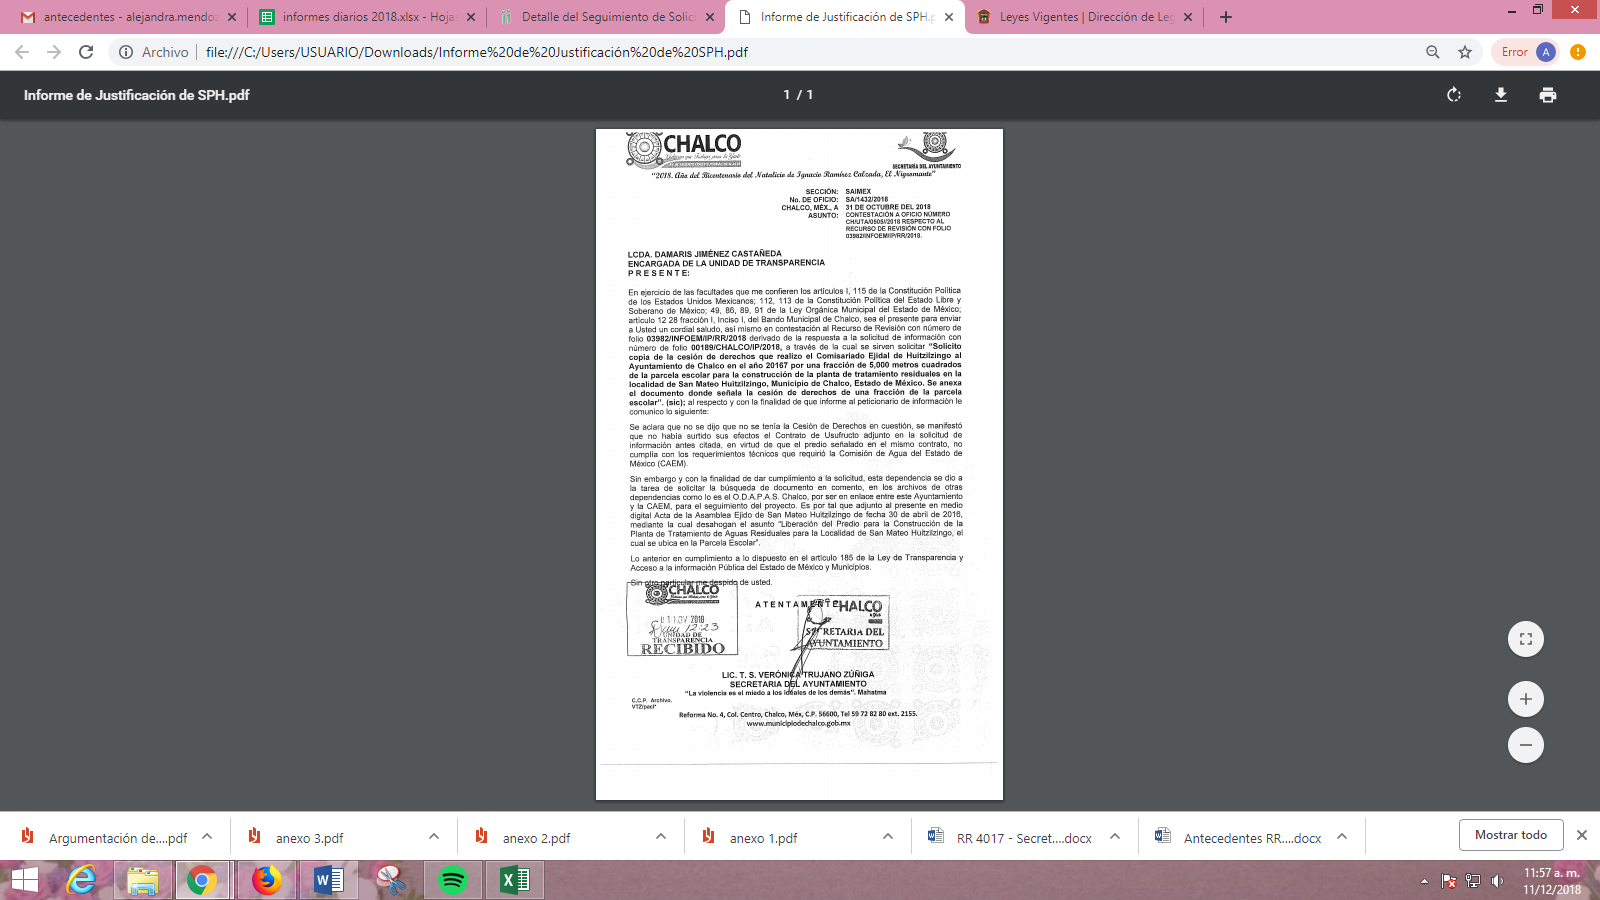 antecedentes - alejandra.mendo
informes diarios 2018.xlsx - Hoja
Detalle del Seguimiento de Solic
Informe de Justificación de SPH.p
Leyes Vigentes | Dirección de Leg
Archivo
file:///C:/Users/USUARIO/Downloads/Informe%20de%20Justificación%20de%20SPH.pdf
Error
A
Informe de Justificación de SPH.pdf
1 / 1
CHALCO
SECRETARÍA DEL AYUNTAMIENTO
"2018. Año del Bicentenario del Natalicio de Ignacio Ramírez Calzada, El Nigromante"
SECCIÓN: SAIMEX
No. DE OFICIO: SA/1432/2018
CHALCO, MÉX., A 31 DE OCTUBRE DEL 2018
ASUNTO: CONTESTACIÓN A OFICIO NÚMERO
CH/UTA/0505//2018 RESPECTO AL
RECURSO DE REVISIÓN CON FOLIO
03982/INFOEM/IP/RR/2018.
LCDA. DAMARIS JIMÉNEZ CASTAÑEDA
ENCARGADA DE LA UNIDAD DE TRANSPARENCIA
P R E S E N T E:
En ejercicio de las facultades que me confieren los artículos I, 115 de la Constitución Política
de los Estados Unidos Mexicanos; 112, 113 de la Constitución Política del Estado Libre y
Soberano de México; 49, 86, 89, 91 de la Ley Orgánica Municipal del Estado de México;
artículo 12 28 fracción I, Inciso I, del Bando Municipal de Chalco, sea el presente para enviar
a Usted un cordial saludo, así mismo en contestación al Recurso de Revisión con número de
folio 03982/INFOEM/IP/RR/2018 derivado de la respuesta a la solicitud de información con
número de folio 00189/CHALCO/IP/2018, a través de la cual se sirven solicitar "Solicito
copia de la cesión de derechos que realizo el Comisariado Ejidal de Huitzilzingo al
Ayuntamiento de Chalco en el año 20167 por una fracción de 5,000 metros cuadrados
de la parcela escolar para la construcción de la planta de tratamiento residuales en la
localidad de San Mateo Huitzilzingo, Municipio de Chalco, Estado de México. Se anexa
el documento donde señala la cesión de derechos de una fracción de la parcela
escolar". (sic); al respecto y con la finalidad de que informe al peticionario de información le
comunico lo siguiente:
Se aclara que no se dijo que no se tenía la Cesión de Derechos en cuestión, se manifestó
que no había surtido sus efectos el Contrato de Usufructo adjunto en la solicitud de
información antes citada, en virtud de que el predio señalado en el mismo contrato, no
cumplía con los requerimientos técnicos que requirió la Comisión de Agua del Estado de
México (CAEM).
Sin embargo y con la finalidad de dar cumplimiento a la solicitud, esta dependencia se dio a
la tarea de solicitar la búsqueda de documento en comento, en los archivos de otras
dependencias como lo es el O.D.A.P.A.S. Chalco, por ser en enlace entre este Ayuntamiento
y la CAEM, para el seguimiento del proyecto. Es por tal que adjunto al presente en medio
digital Acta de la Asamblea Ejido de San Mateo Huitzilzingo de fecha 30 de abril de 2016,
mediante la cual desahogan el asunto "Liberación del Predio para la Construcción de la
Planta de Tratamiento de Aguas Residuales para la Localidad de San Mateo Huitzilzingo, el
cual se ubica en la Parcela Escolar".
Lo anterior en cumplimiento a lo dispuesto en el artículo 185 de la Ley de Transparencia y
Acceso a la información Pública del Estado de México y Municipios.
Sin otro particular me despido de usted.
A T E N T A M E N T E
CHALCO
2018
12:23
UNIDAD DE
TRANSPARENCIA
RECIBIDO
CHALCO
SECRETARIA DEL
AYUNTAMIENTO
LIC. T. S. VERÓNICA TRUJANO ZÚÑIGA
SECRETARIA DEL AYUNTAMIENTO
"La violencia es el miedo a los ideales de los demás". Mahatma
C.C.P. Archivo.
VTZ/pacl*
Reforma No. 4, Col. Centro, Chalco, Méx, C.P. 56600, Tel 59 72 82 80 ext. 2155.
www.municipiodechalco.gob.mx
Argumentación de....pdf
anexo 3.pdf
anexo 2.pdf
anexo 1.pdf
RR 4017 - Secret....docx
Antecedentes RR....docx
Mostrar todo
11:57 a. m.
11/12/2018